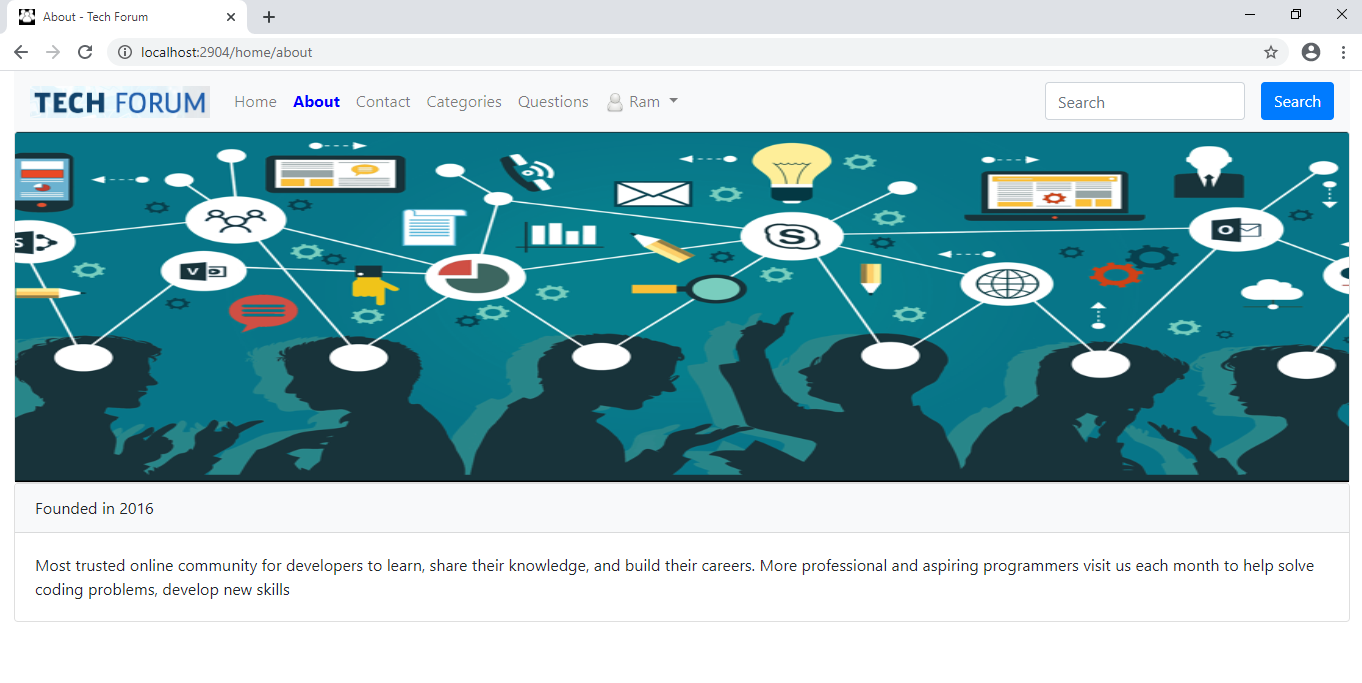 About - Tech Forum
localhost:2904/home/about
TECH FORUM Home About Contact Categories Questions Ram Search Search
S
S
O
V
Founded in 2016
Most trusted online community for developers to learn, share their knowledge, and build their careers. More professional and aspiring programmers visit us each month to help solve
coding problems, develop new skills